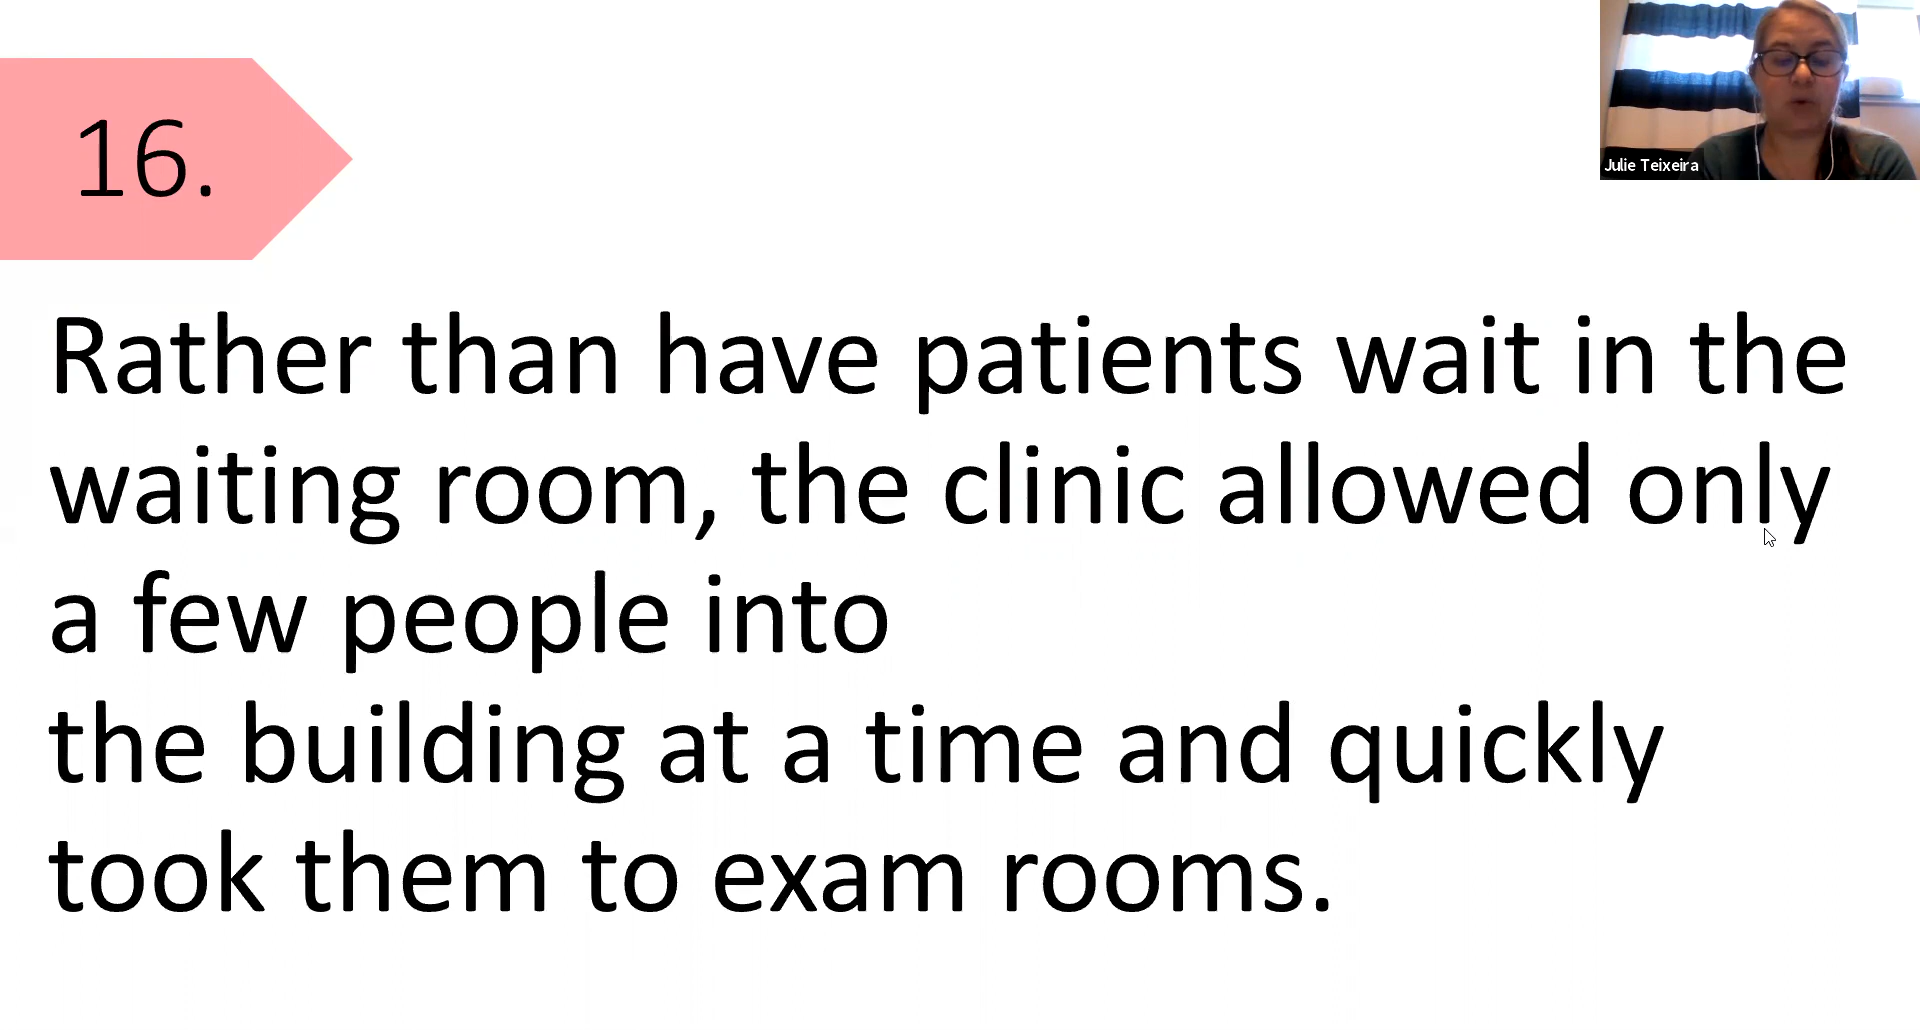 16.
Julie Teixeira
Rather than have patients wait in the
waiting room, the clinic allowed only
a few people into
the building at a time and quickly
took them to exam rooms.